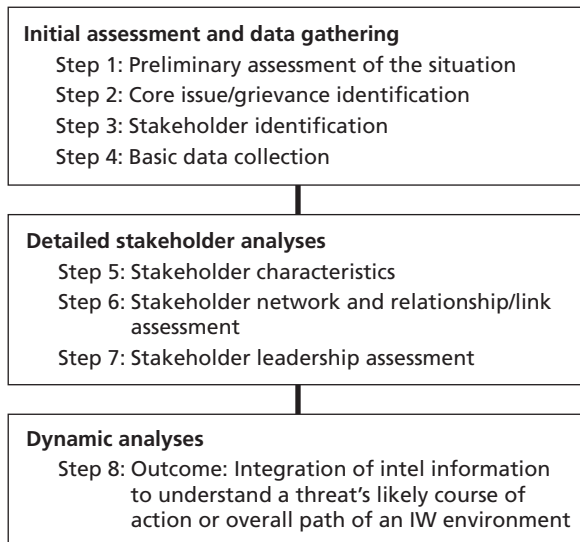 Initial assessment and data gathering
Step 1: Preliminary assessment of the situation
Step 2: Core issue/grievance identification
Step 3: Stakeholder identification
Step 4: Basic data collection
Detailed stakeholder analyses
Step 5: Stakeholder characteristics
Step 6: Stakeholder network and relationship/link
assessment
Step 7: Stakeholder leadership assessment
Dynamic analyses
Step 8: Outcome: Integration of intel information
to understand a threat's likely course of
action or overall path of an IW environment